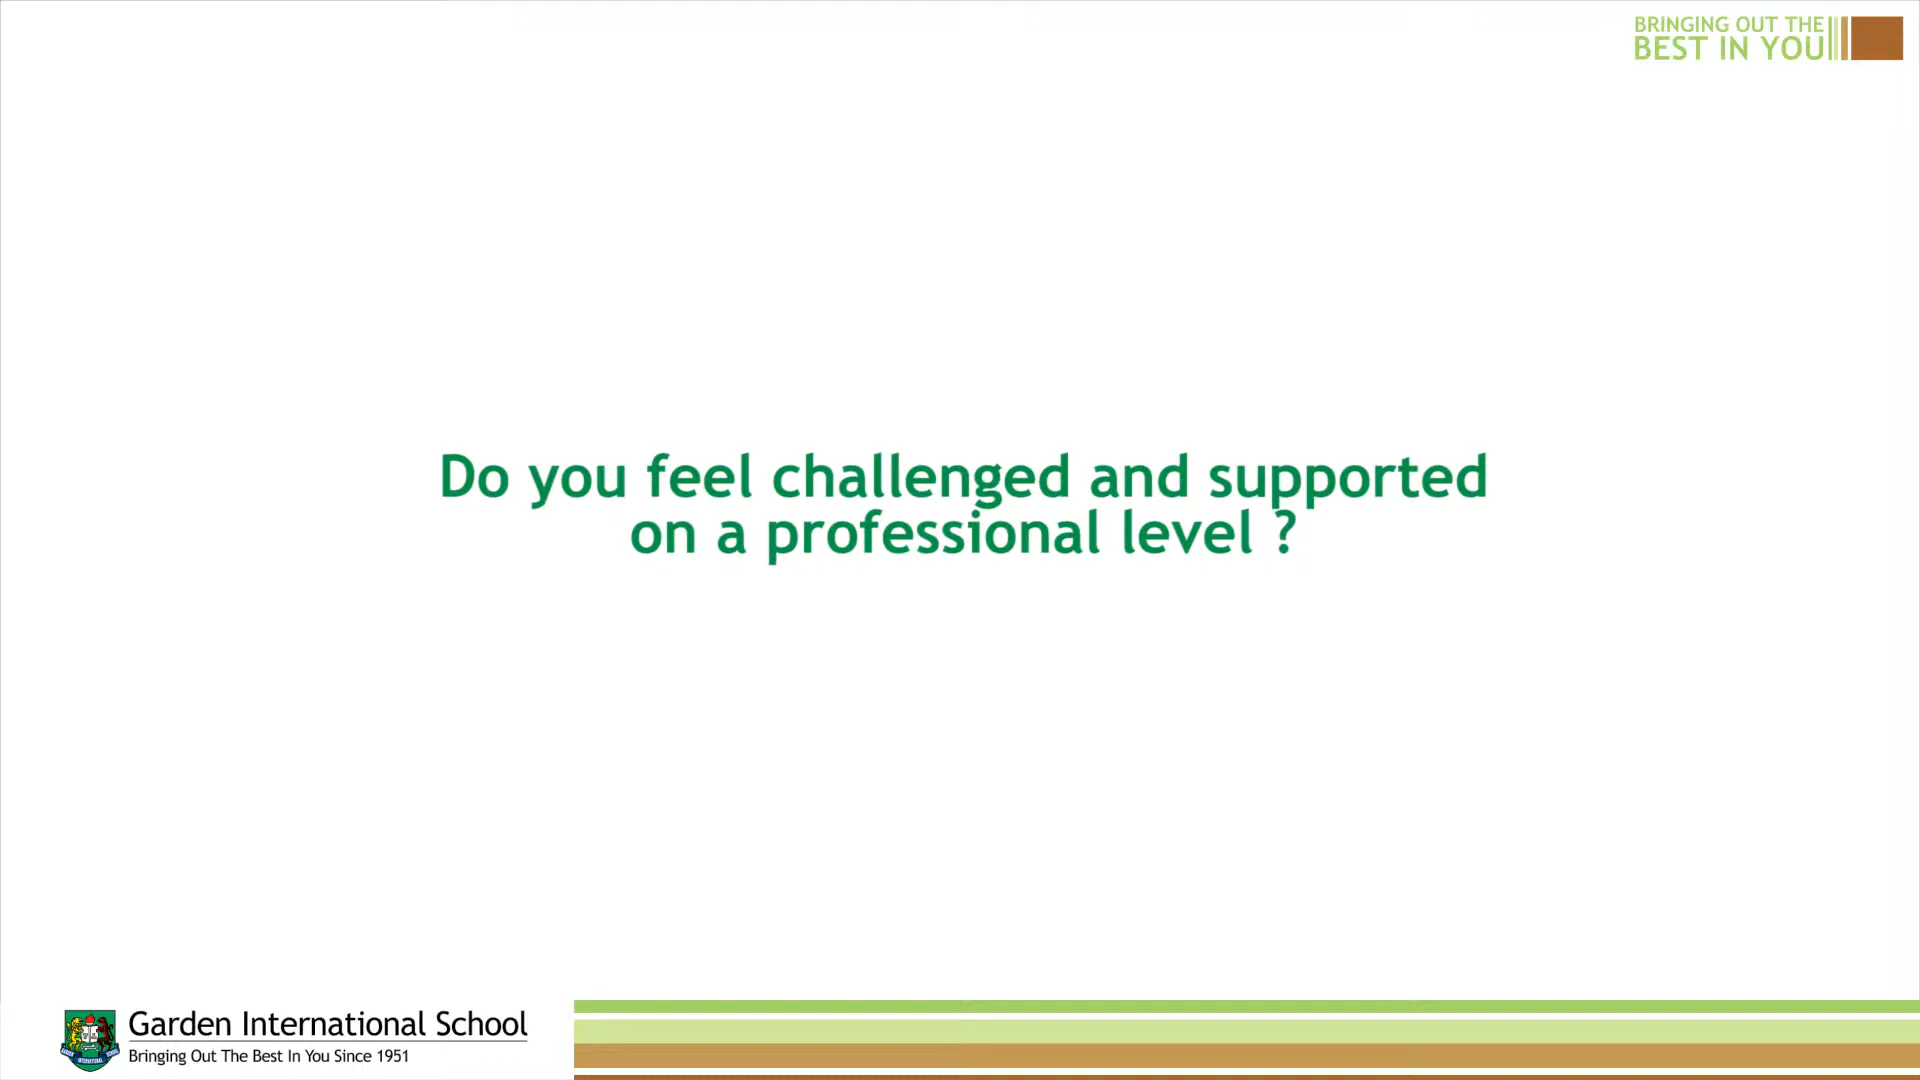 BRINGING OUT THE
BEST IN YOU
Do you feel challenged and supported
on a professional level ?
Garden International School
Bringing Out The Best In You Since 1951